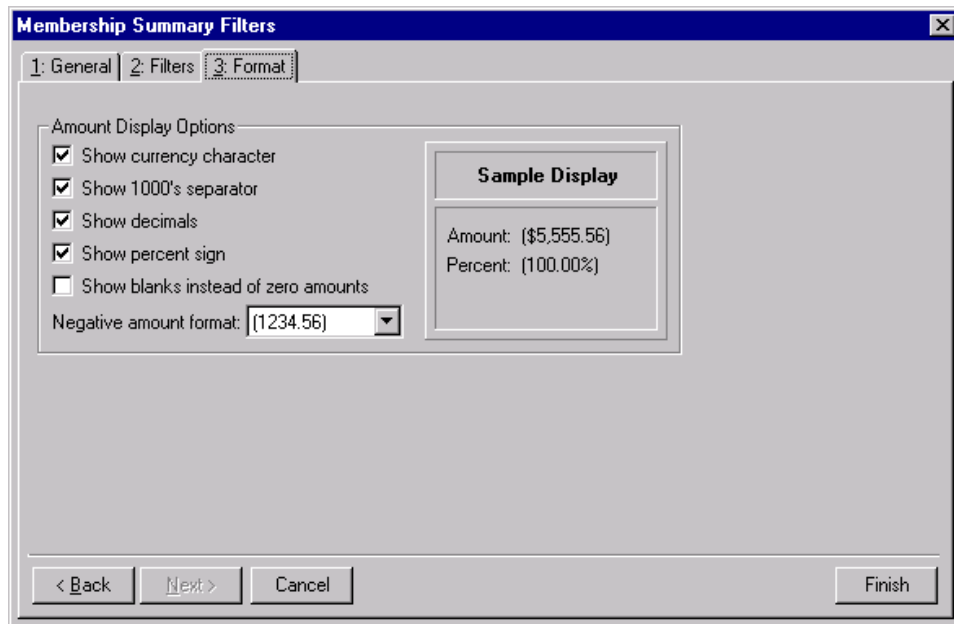 Membership Summary Filters
1: General 2: Filters 3: Format
Amount Display Options
Show currency character
Show 1000's separator
Show decimals
Show percent sign
Show blanks instead of zero amounts
Negative amount format: (1234.56)
Sample Display
Amount: ($5,555.56)
Percent: (100.00%)
< Back Next > Cancel Finish